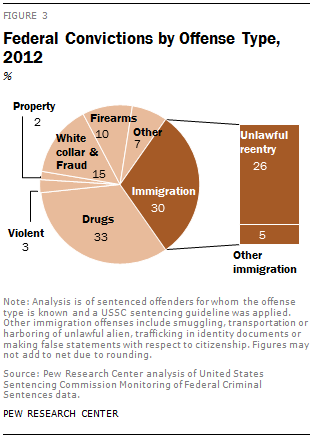 FIGURE 3
Federal Convictions by Offense Type,
2012
%
Property
2
Firearms
10
Other
7
White
collar &
Fraud
15
Immigration
30
Drugs
33
Violent
3
Unlawful
reentry
26
5
Other
immigration
Note: Analysis is of sentenced offenders for whom the offense
type is known and a USSC sentencing guideline was applied.
Other immigration offenses include smuggling, transportation or
harboring of unlawful alien, trafficking in identity documents or
making false statements with respect to citizenship. Figures may
not add to net due to rounding.
Source: Pew Research Center analysis of United States
Sentencing Commission Monitoring of Federal Criminal
Sentences data.
PEW RESEARCH CENTER